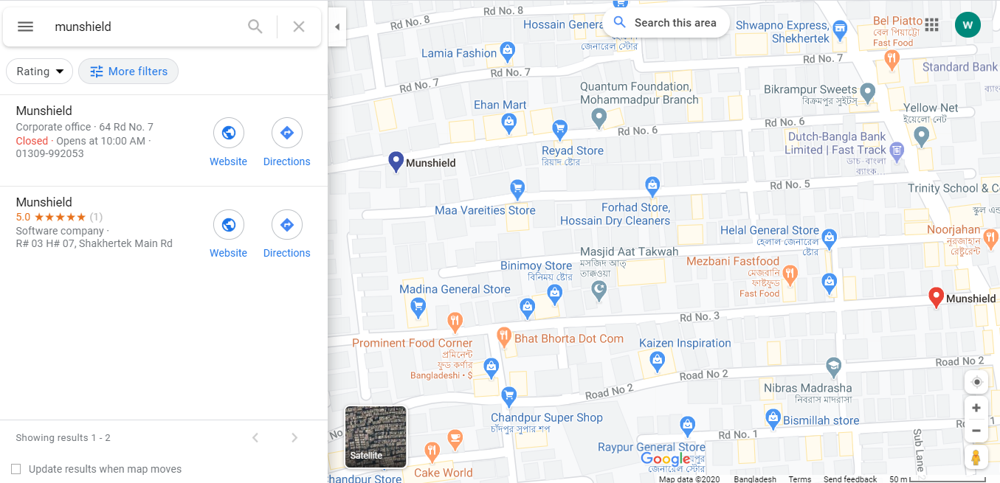 munshield
Rating
More filters
Munshield
Corporate office · 64 Rd No. 7
Closed · Opens at 10:00 AM ·
01309-992053
Website
Directions
Munshield
5.0 ★★★★★ (1)
Software company ·
R# 03 H# 07, Shakhertek Main Rd
Website
Directions
Showing results 1 - 2
Update results when map moves
Search this area
W
Rd No. 8
Rd No. 8
Hossain Genera
জেনারেল স্টোর
Shwapno Express,
Shekhertek
Bel Piatto
বেল পিয়াট্টো
Fast Food
Lamia Fashion
Rd No. 7
Rd No. 7
Rd No. 7
Standard Bank
Quantum Foundation,
Mohammadpur Branch
Bikrampur Sweets
বিক্রমপুর সুইটস্
Ehan Mart
Yellow Net
ইয়েলো নেট
Rd No. 6
Rd No. 6
Dutch-Bangla Bank
Limited | Fast Track
ডাচ-বাংলা
ব্যাংক...
Reyad Store
রিয়াদ ষ্টোর
Munshield
Rd No. 5
Trinity School & C
Maa Vareities Store
Forhad Store,
Hossain Dry Cleaners
Helal General Store
হেলাল-জেনারেল
ষ্টোর
Noorjahan
নূরজাহান
রেষ্টুরেন্ট
Masjid Aat Takwah
মসজিদ আত্
তাক্বওয়া
Binimoy Store
বিনিময় ষ্টোর
Mezbani Fastfood
মেজবানি
ফাষ্টফুড
Fast Food
Madina General Store
Munshield
Rd No. 3
Prominent Food Corner
প্রমিনেন্ট
ফুড কর্ণার
Bangladeshi • $
Bhat Bhorta Dot Com
Kaizen Inspiration
Road No 2
Road No 2
Road No 2
Nibras Madrasha
নিবরাস মাদরাসা
Chandpur Super Shop
চাঁদপুর সুপার শপ
Bismillah store
Rd No. 1
Raypur General Store
জেনারেল স্টোর
Sub Lane
Cake World
handpur Store
Satellite
Google
Map data ©2020
Bangladesh
Terms
Send feedback
50 m